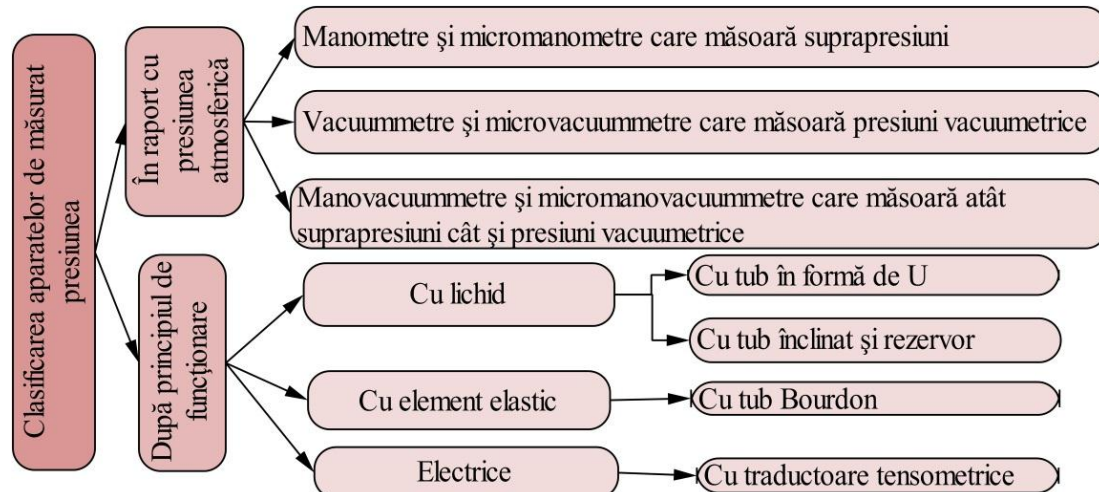 Clasificarea aparatelor de măsurat
presiunea
În raport cu
presiunea
atmosferică
Manometre şi micromanometre care măsoară suprapresiuni
Vacuummetre şi microvacuummetre care măsoară presiuni vacuumetrice
Manovacuummetre şi micromanovacuummetre care măsoară atât
suprapresiuni cât şi presiuni vacuumetrice
După principiul de
funcţionare
Cu lichid
Cu tub în formă de U
Cu tub înclinat şi rezervor
Cu element elastic
Cu tub Bourdon
Electrice
Cu traductoare tensometrice